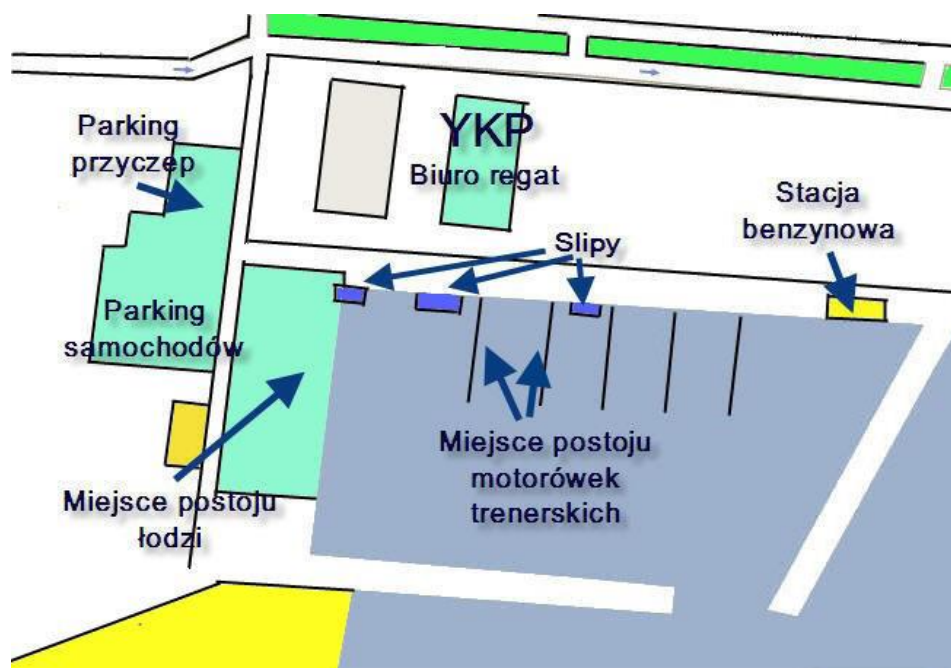 Parking
przyczep
YKP
Biuro regat
Stacja
benzynowa
Slipy
Parking
samochodów
Miejsce postoju
motorówek
trenerskich
Miejsce postoju
łodzi